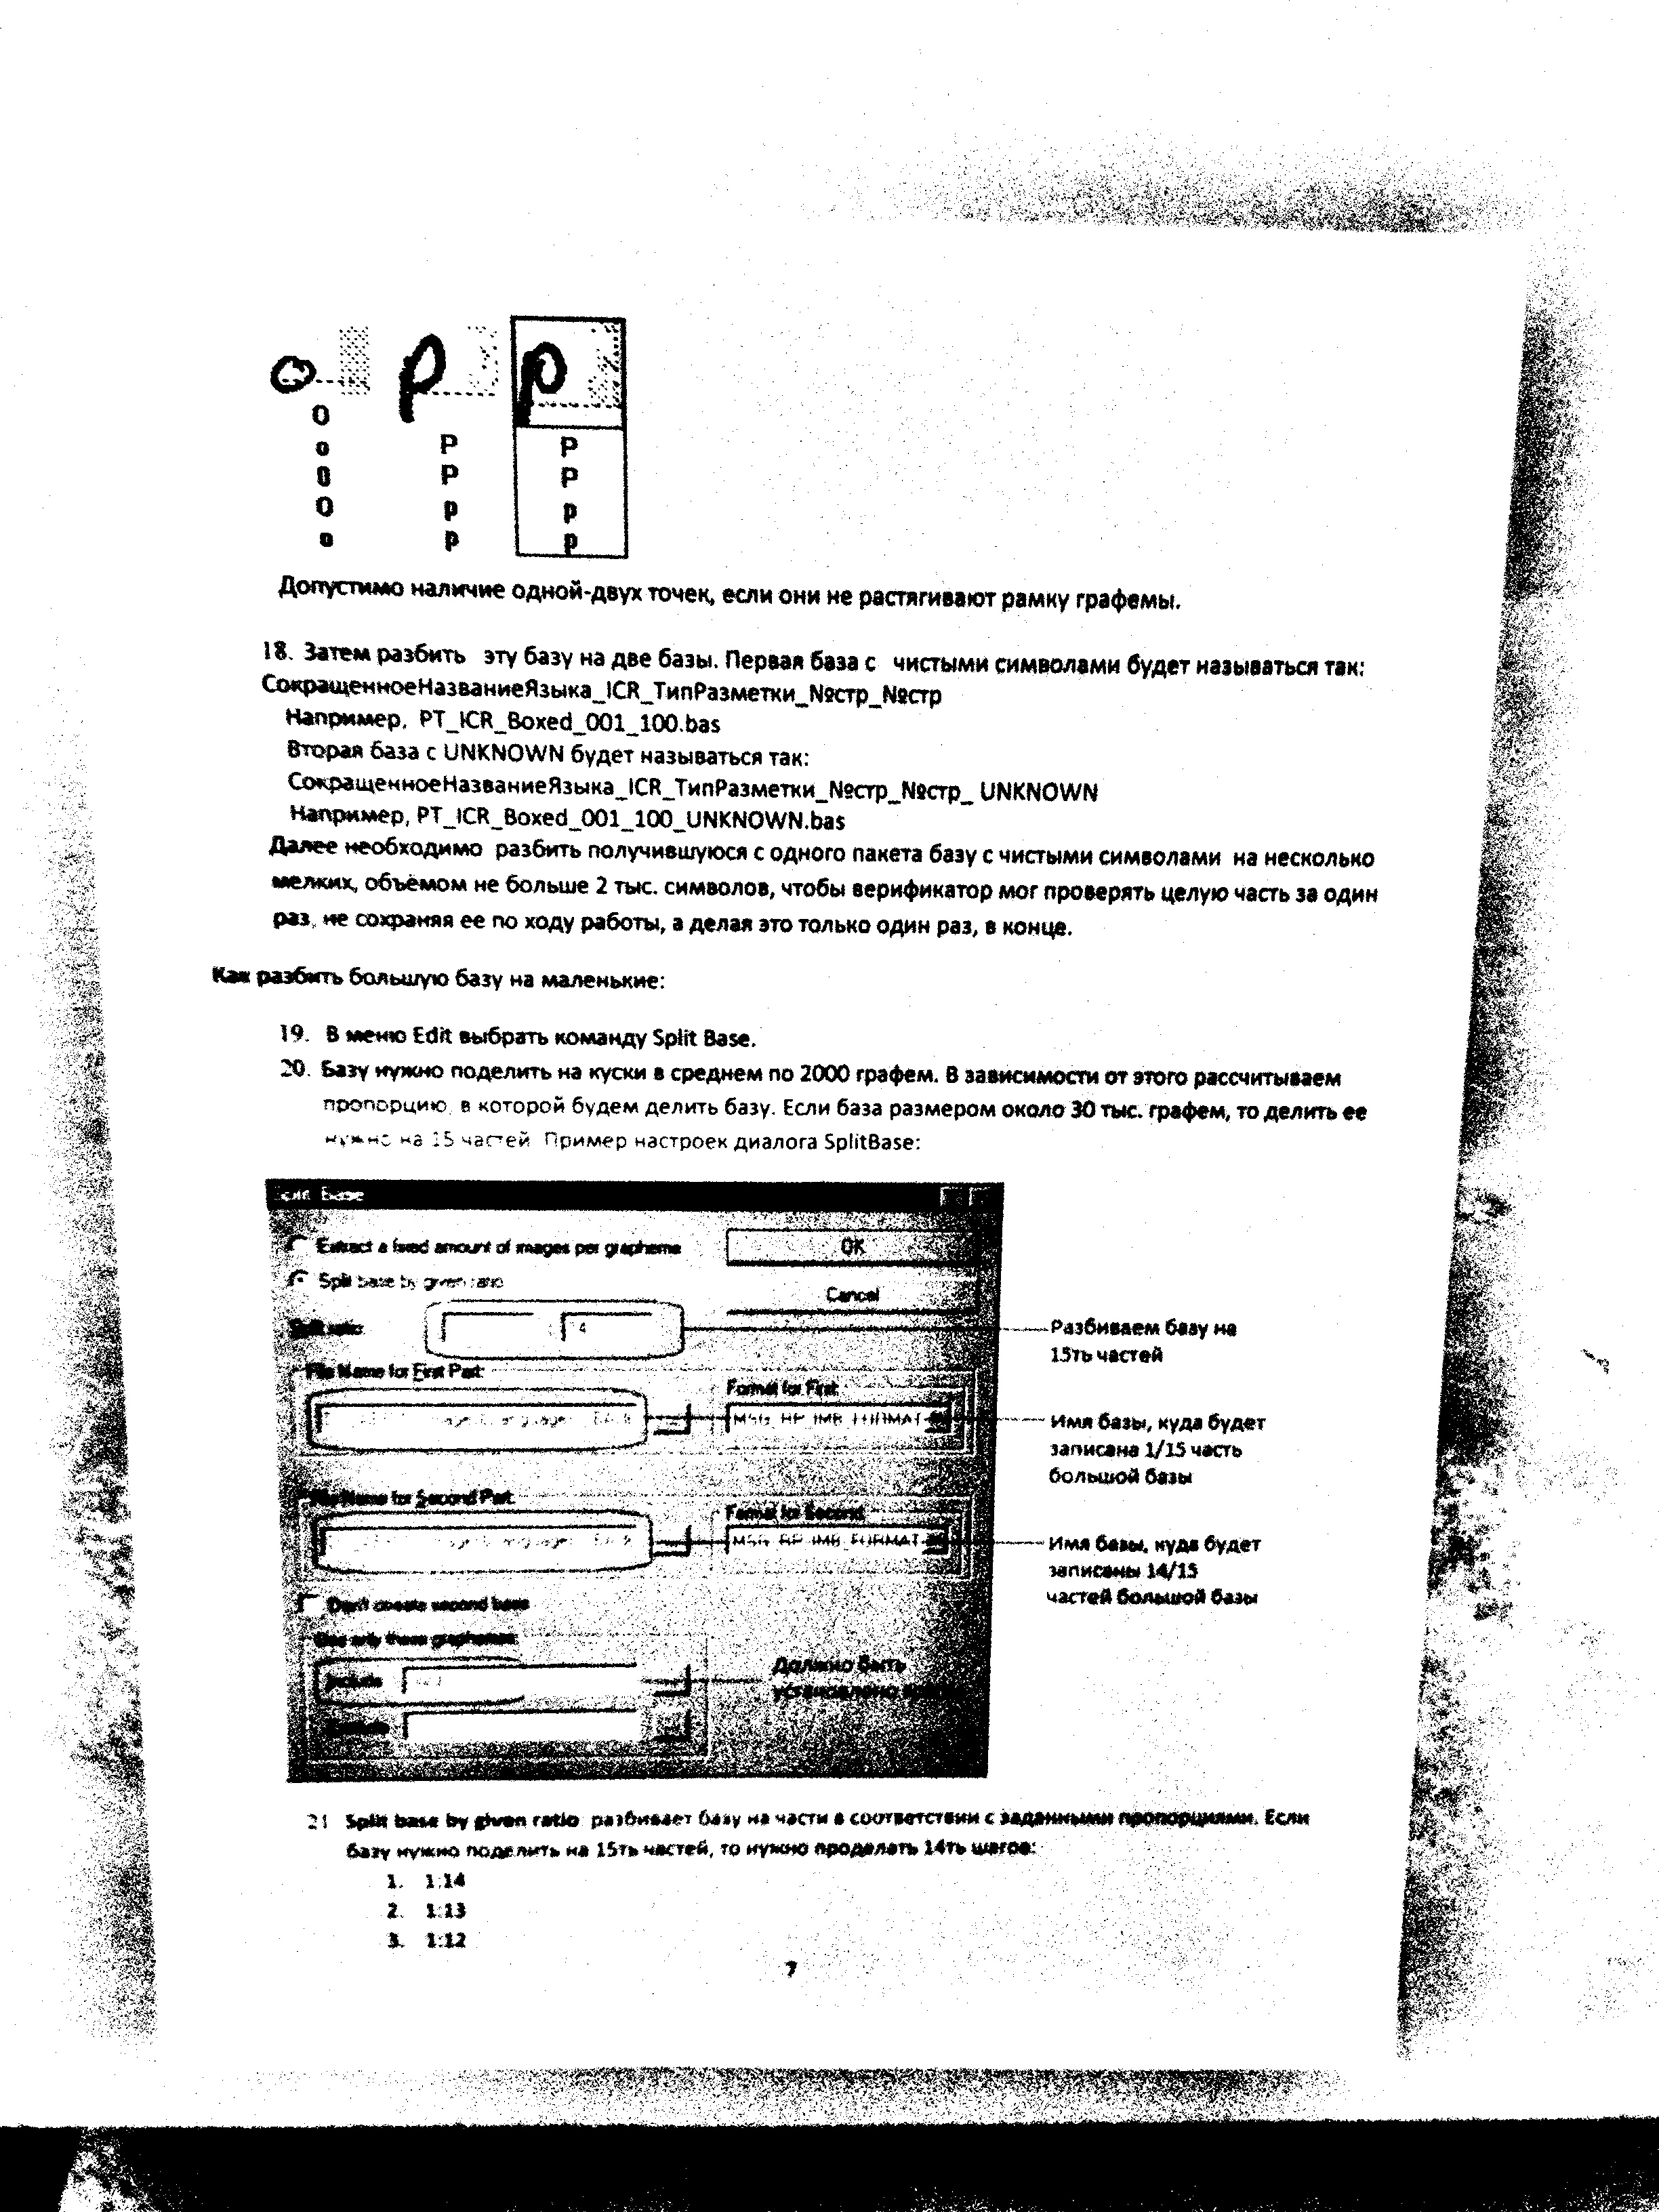 o p p
O
o P P
0 P P
O p p
o p p
Допустимо наличие одной-двух точек, если они не растягивают рамку графемы.
18. Затем разбить эту базу на две базы. Первая база с чистыми символами будет называться так:
СокращенноеНазваниеЯзыка_ICR_ТипРазметки_№стр_№стр
Например, PT_ICR_Boxed_001_100.bas
Вторая база с UNKNOWN будет называться так:
СокращенноеНазваниеЯзыка_ICR_ТипРазметки_№стр_№стр_ UNKNOWN
Например, PT_ICR_Boxed_001_100_UNKNOWN.bas
Далее необходимо разбить получившуюся с одного пакета базу с чистыми символами на несколько
мелких, объёмом не больше 2 тыс. символов, чтобы верификатор мог проверять целую часть за один
раз, не сохраняя ее по ходу работы, а делая это только один раз, в конце.
Как разбить большую базу на маленькие:
19. В меню Edit выбрать команду Split Base.
20. Базу нужно поделить на куски в среднем по 2000 графем. В зависимости от этого рассчитываем
пропорцию, в которой будем делить базу. Если база размером около 30 тыс. графем, то делить ее
нужно на 15 частей. Пример настроек диалога SplitBase:
Split Base
Extract a fixed amount of images per grapheme
OK
Split base by given ratio
Cancel
Split ratio:
Разбиваем базу на
15ть частей
File Name for First Part:
Format for First:
Имя базы, куда будет
записана 1/15 часть
большой базы
File Name for Second Part:
Format for Second:
Имя базы, куда будет
записаны 14/15
частей большой базы
Don't create second base
Use only these graphemes:
Include
Должно быть
установлено
21 Split base by given ratio разбивает базу на части в соответствии с заданными пропорциями. Если
базу нужно поделить на 15ть частей, то нужно проделать 14ть шагов:
1. 1:14
2. 1:13
3. 1:12
7